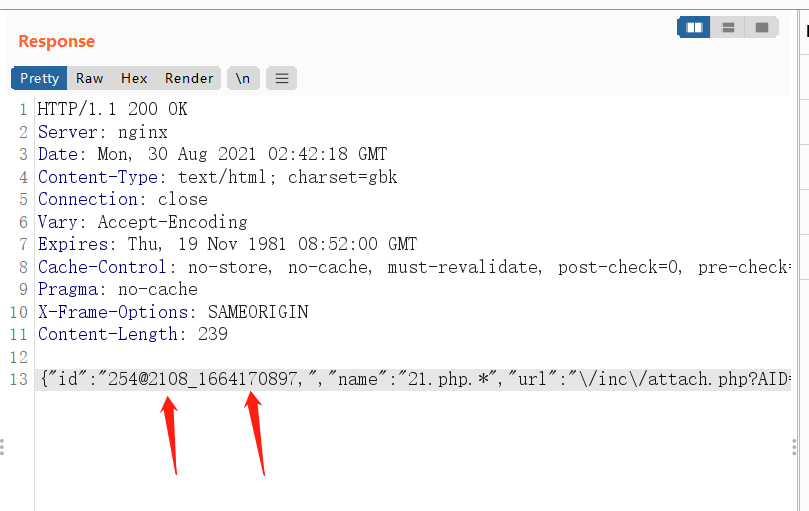 Response
Pretty Raw Hex Render \n
1 HTTP/1.1 200 OK
2 Server: nginx
3 Date: Mon, 30 Aug 2021 02:42:18 GMT
4 Content-Type: text/html; charset=gbk
5 Connection: close
6 Vary: Accept-Encoding
7 Expires: Thu, 19 Nov 1981 08:52:00 GMT
8 Cache-Control: no-store, no-cache, must-revalidate, post-check=0, pre-check=
9 Pragma: no-cache
10 X-Frame-Options: SAMEORIGIN
11 Content-Length: 239
12
13 {"id":"254@2108_1664170897,","name":"21.php.*","url":"\/inc\/attach.php?AID=